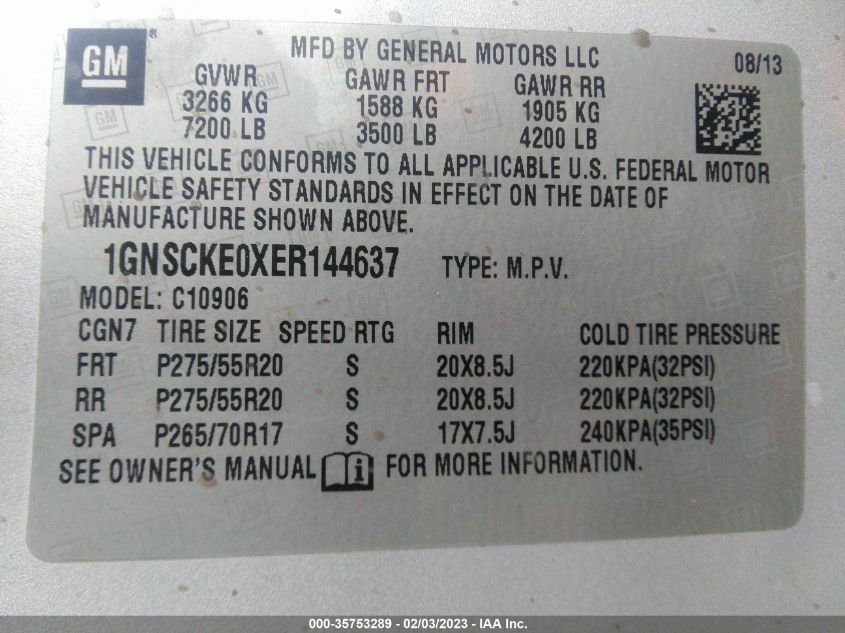 GM
MFD BY GENERAL MOTORS LLC 08/13
GVWR GAWR FRT GAWR RR
3266 KG 1588 KG 1905 KG
7200 LB 3500 LB 4200 LB
THIS VEHICLE CONFORMS TO ALL APPLICABLE U.S. FEDERAL MOTOR
VEHICLE SAFETY STANDARDS IN EFFECT ON THE DATE OF
MANUFACTURE SHOWN ABOVE.
1GNSCKE0XER144637 TYPE: M.P.V.
MODEL: C10906
CGN7 TIRE SIZE SPEED RTG RIM COLD TIRE PRESSURE
FRT P275/55R20 S 20X8.5J 220KPA(32PSI)
RR P275/55R20 S 20X8.5J 220KPA(32PSI)
SPA P265/70R17 S 17X7.5J 240KPA(35PSI)
SEE OWNER'S MANUAL i FOR MORE INFORMATION.
000-35753289 - 02/03/2023 - IAA Inc.